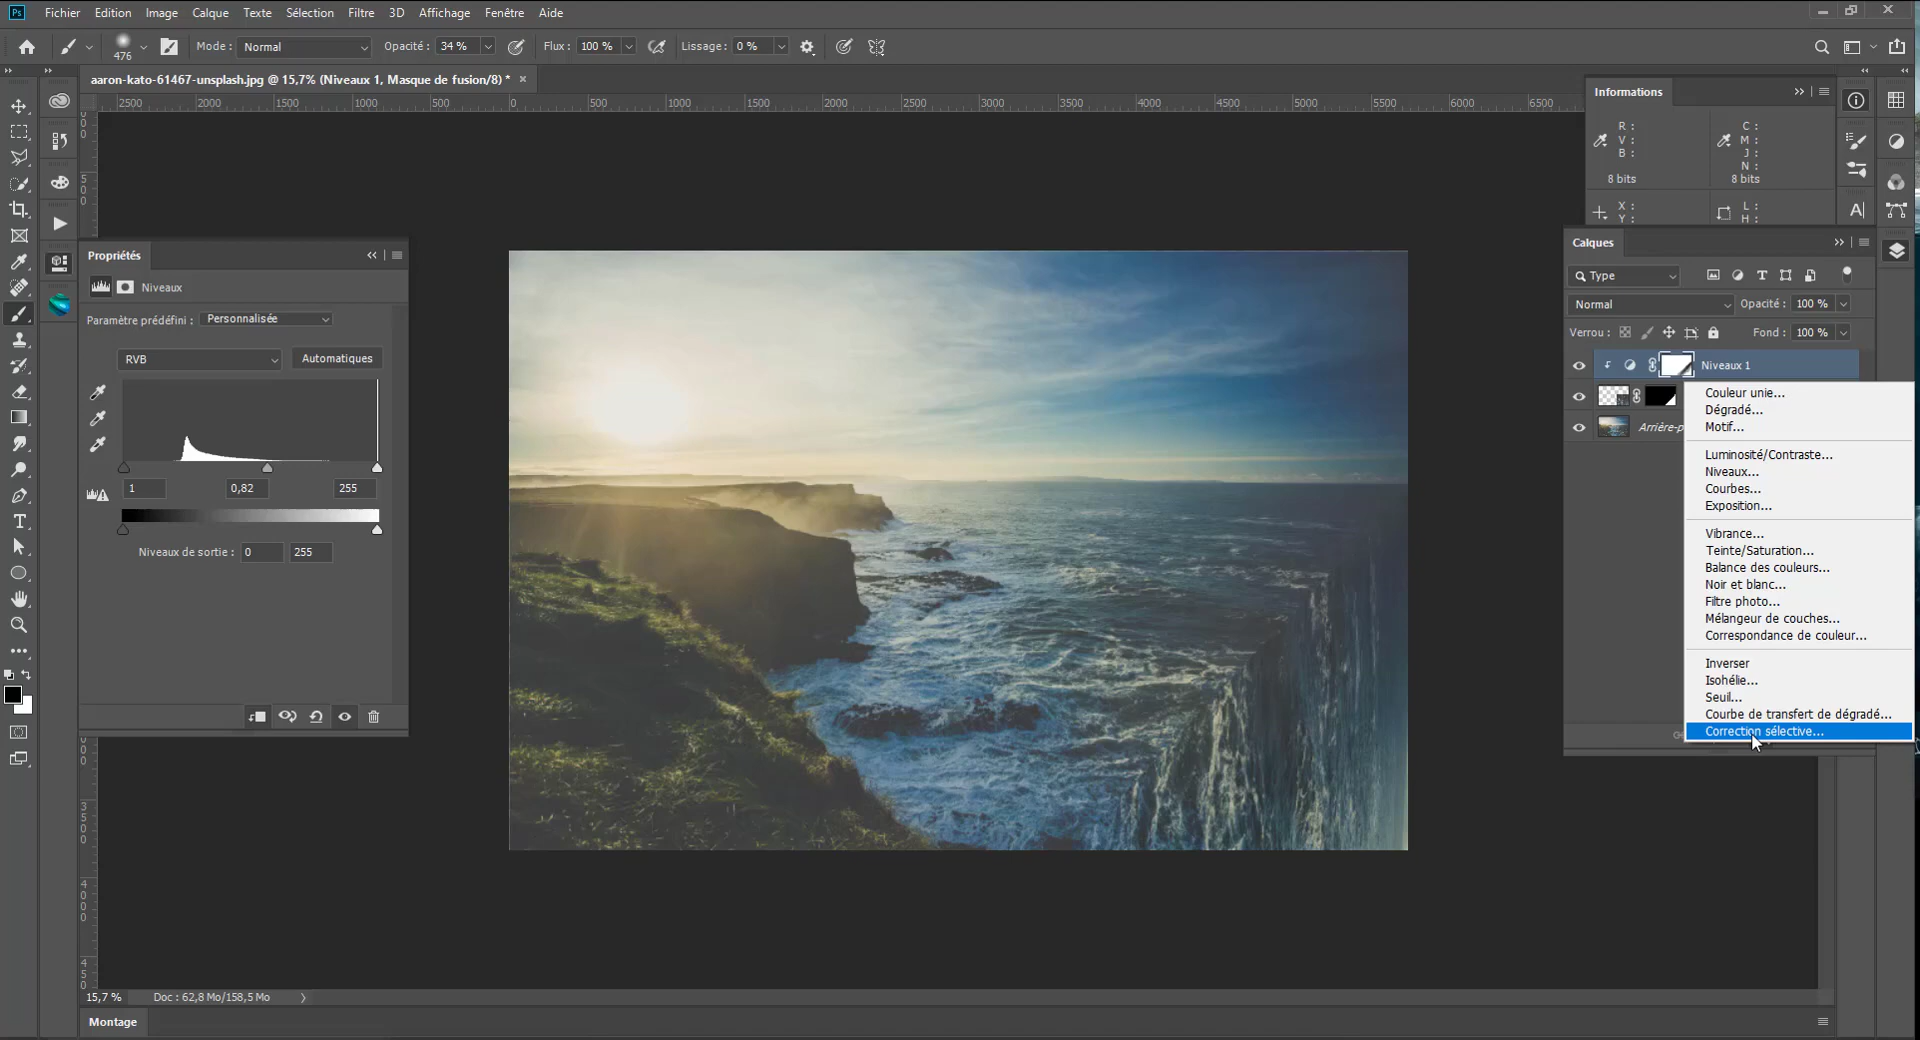 Ps Fichier Edition Image Calque Texte Sélection Filtre 3D Affichage Fenêtre Aide
476 Mode : Normal Opacité : 34 % Flux : 100 % Lissage : 0 %
aaron-kato-61467-unsplash.jpg @ 15,7% (Niveaux 1, Masque de fusion/8) * ×
2500 2000 1500 1000 500 0 500 1000 1500 2000 2500 3000 3500 4000 4500 5000 5500 6000 6500
Informations
R :
V :
B :
8 bits
C :
M :
J :
N :
8 bits
X :
Y :
L :
H :
Propriétés
Niveaux
Paramètre prédéfini : Personnalisée
RVB Automatiques
1 0,82 255
Niveaux de sortie : 0 255
Calques
Type
Normal Opacité : 100 %
Verrou : Fond : 100 %
Niveaux 1
Arrière-p
Couleur unie...
Dégradé...
Motif...
Luminosité/Contraste...
Niveaux...
Courbes...
Exposition...
Vibrance...
Teinte/Saturation...
Balance des couleurs...
Noir et blanc...
Filtre photo...
Mélangeur de couches...
Correspondance de couleur...
Inverser
Isohélie...
Seuil...
Courbe de transfert de dégradé...
Correction sélective...
15,7 % Doc : 62,8 Mo/158,5 Mo
Montage